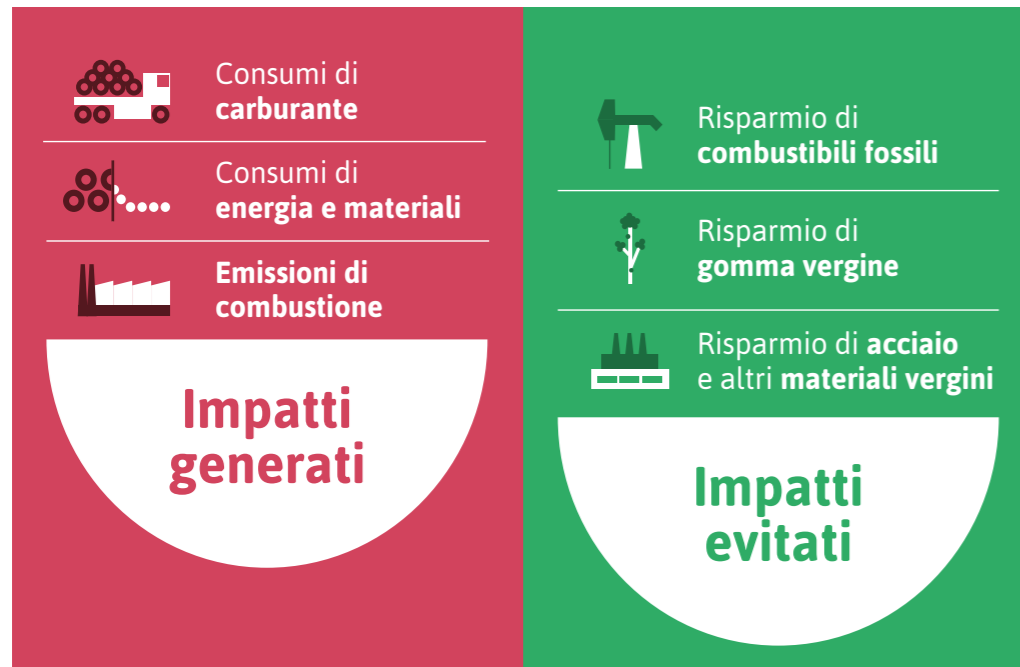 Consumi di
carburante
Consumi di
energia e materiali
Emissioni di
combustione
Impatti
generati
Risparmio di
combustibili fossili
Risparmio di
gomma vergine
Risparmio di acciaio
e altri materiali vergini
Impatti
evitati